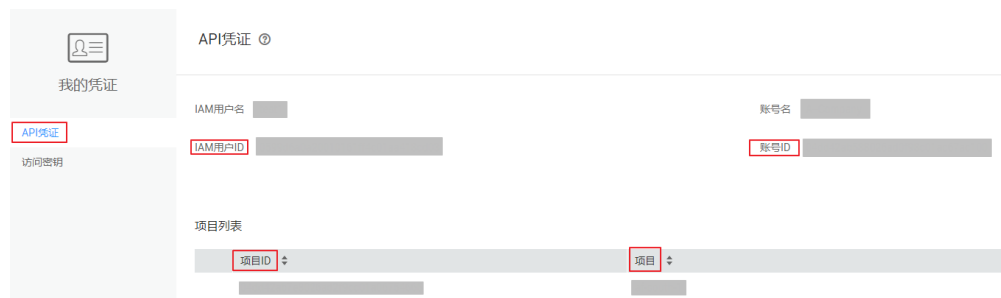 API凭证
我的凭证
IAM用户名 账号名
API凭证
IAM用户ID 账号ID
访问密钥
项目列表
项目ID 项目